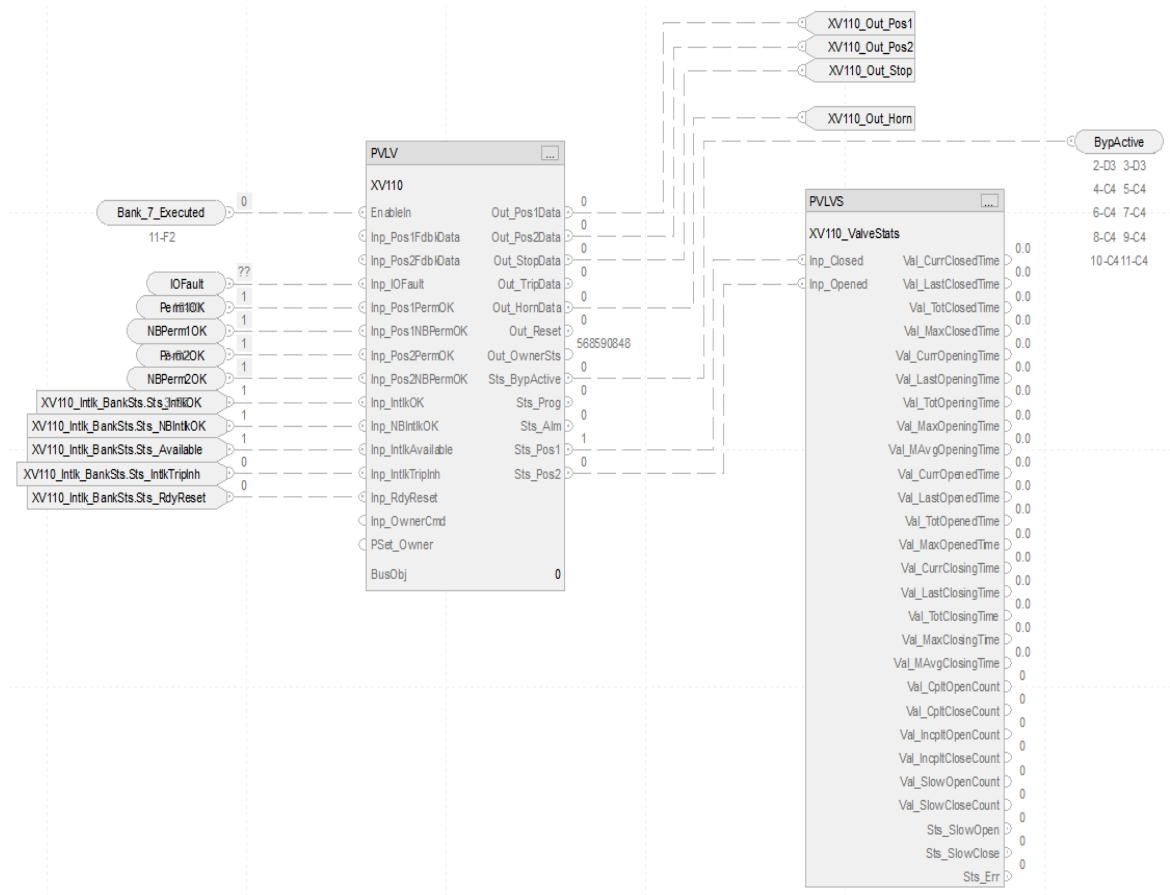 XV110_Out_Pos1
XV110_Out_Pos2
XV110_Out_Stop
XV110_Out_Horn
BypActive
2-D3 3-D3
4-C4 5-C4
6-C4 7-C4
8-C4 9-C4
10-C4 11-C4
Bank_7_Executed 0
11-F2
IOFault ??
1
NBPerm1OK 1
1
NBPerm2OK 1
XV110_Intlk_BankSts.Sts_IntlkOK 1
XV110_Intlk_BankSts.Sts_NBIntlkOK 1
XV110_Intlk_BankSts.Sts_Available 1
XV110_Intlk_BankSts.Sts_IntlkTripInh 0
XV110_Intlk_BankSts.Sts_RdyReset 0
PVLV ...
XV110
EnableIn Out_Pos1Data 0
Inp_Pos1FdbkData Out_Pos2Data 0
Inp_Pos2FdbkData Out_StopData 0
Inp_IOFault Out_TripData 0
Inp_Pos1PermOK Out_HornData 0
Inp_Pos1NBPermOK Out_Reset 0
Inp_Pos2PermOK Out_OwnerSts 568590848
Inp_Pos2NBPermOK Sts_BypActive 0
Inp_IntlkOK Sts_Prog 0
Inp_NBIntlkOK Sts_Alm 0
Inp_IntlkAvailable Sts_Pos1 1
Inp_IntlkTripInh Sts_Pos2 0
Inp_RdyReset
Inp_OwnerCmd
PSet_Owner
BusObj 0
PVLVS ...
XV110_ValveStats
Inp_Closed Val_CurrClosedTime 0.0
Inp_Opened Val_LastClosedTime 0.0
Val_TotClosedTime 0.0
Val_MaxClosedTime 0.0
Val_CurrOpeningTime 0.0
Val_LastOpeningTime 0.0
Val_TotOpeningTime 0.0
Val_MaxOpeningTime 0.0
Val_MAvgOpeningTime 0.0
Val_CurrOpenedTime 0.0
Val_LastOpenedTime 0.0
Val_TotOpenedTime 0.0
Val_MaxOpenedTime 0.0
Val_CurrClosingTime 0.0
Val_LastClosingTime 0.0
Val_TotClosingTime 0.0
Val_MaxClosingTime 0.0
Val_MAvgClosingTime 0.0
Val_CpltOpenCount 0
Val_CpltCloseCount 0
Val_IncpltOpenCount 0
Val_IncpltCloseCount 0
Val_SlowOpenCount 0
Val_SlowCloseCount 0
Sts_SlowOpen 0
Sts_SlowClose 0
Sts_Err 0